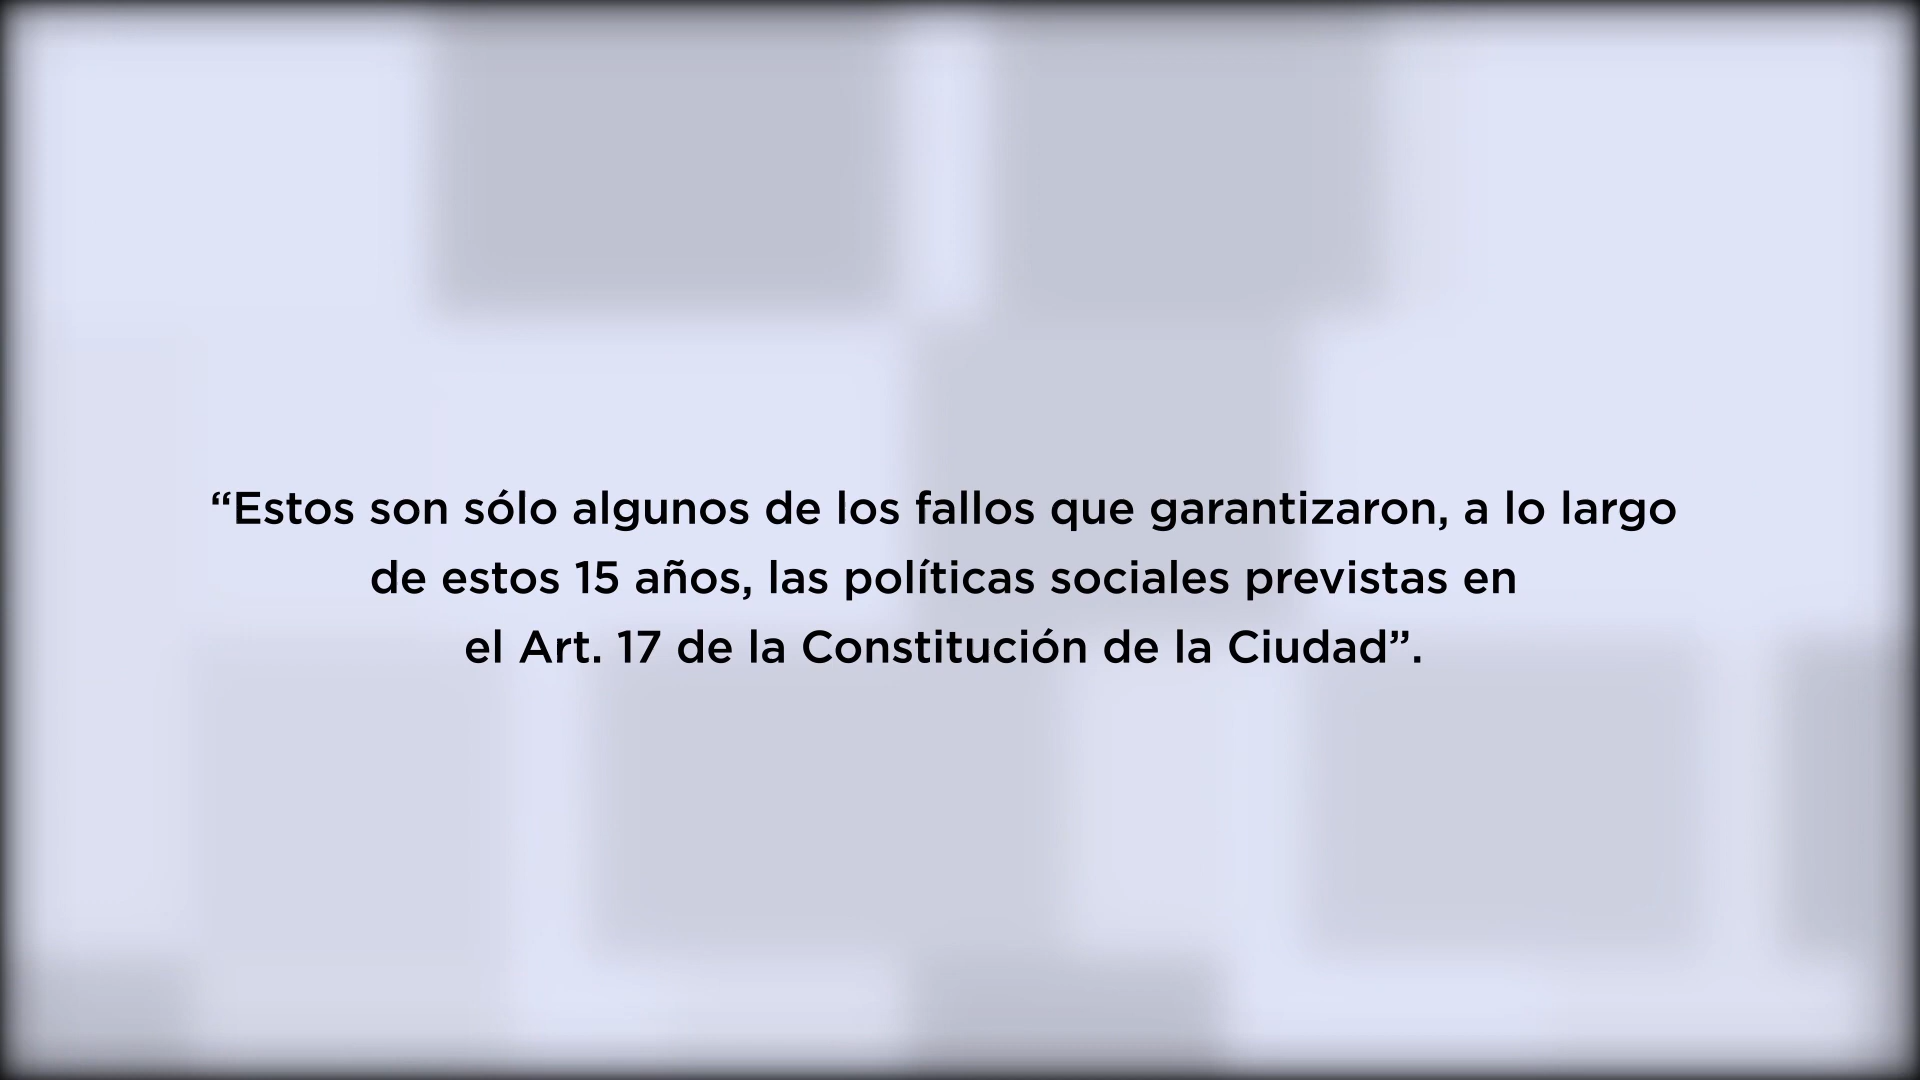 “Estos son sólo algunos de los fallos que garantizaron, a lo largo
de estos 15 años, las políticas sociales previstas en
el Art. 17 de la Constitución de la Ciudad”.